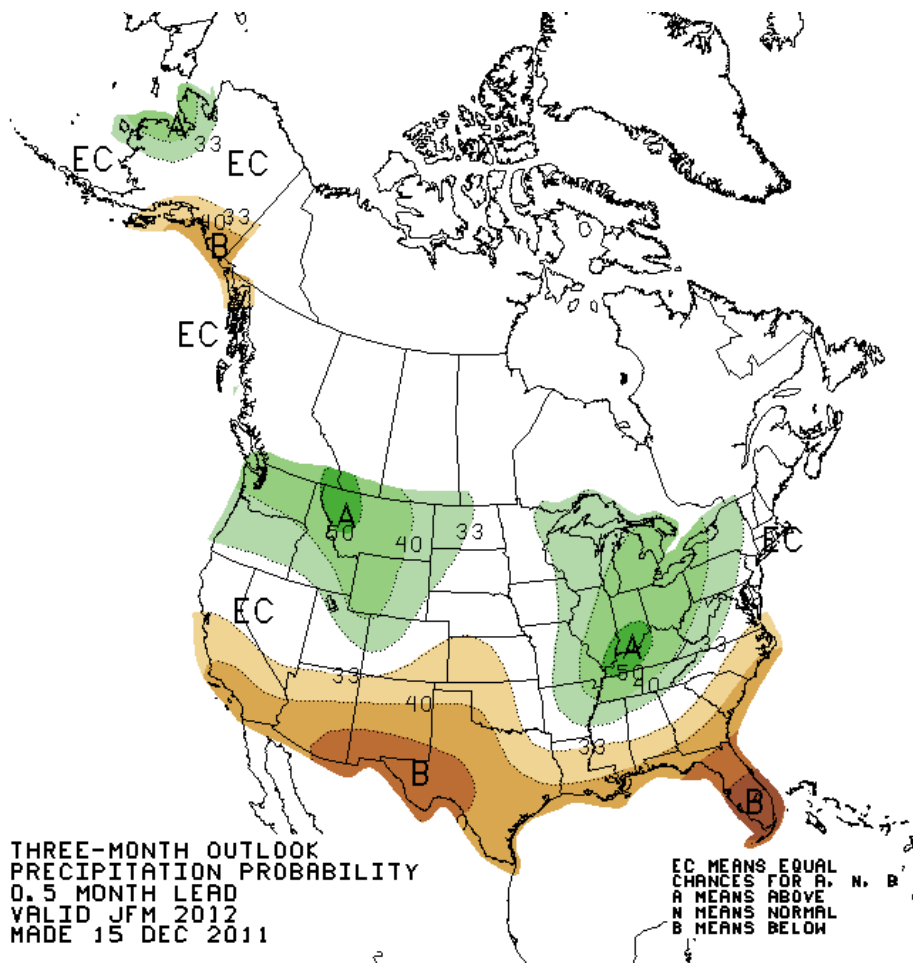 A
33
EC
EC
40
33
B
EC
A
50
40
33
EC
EC
A
50
40
33
33
40
33
B
B
THREE-MONTH OUTLOOK
PRECIPITATION PROBABILITY
0.5 MONTH LEAD
VALID JFM 2012
MADE 15 DEC 2011
EC MEANS EQUAL
CHANCES FOR A, N, B
A MEANS ABOVE
N MEANS NORMAL
B MEANS BELOW